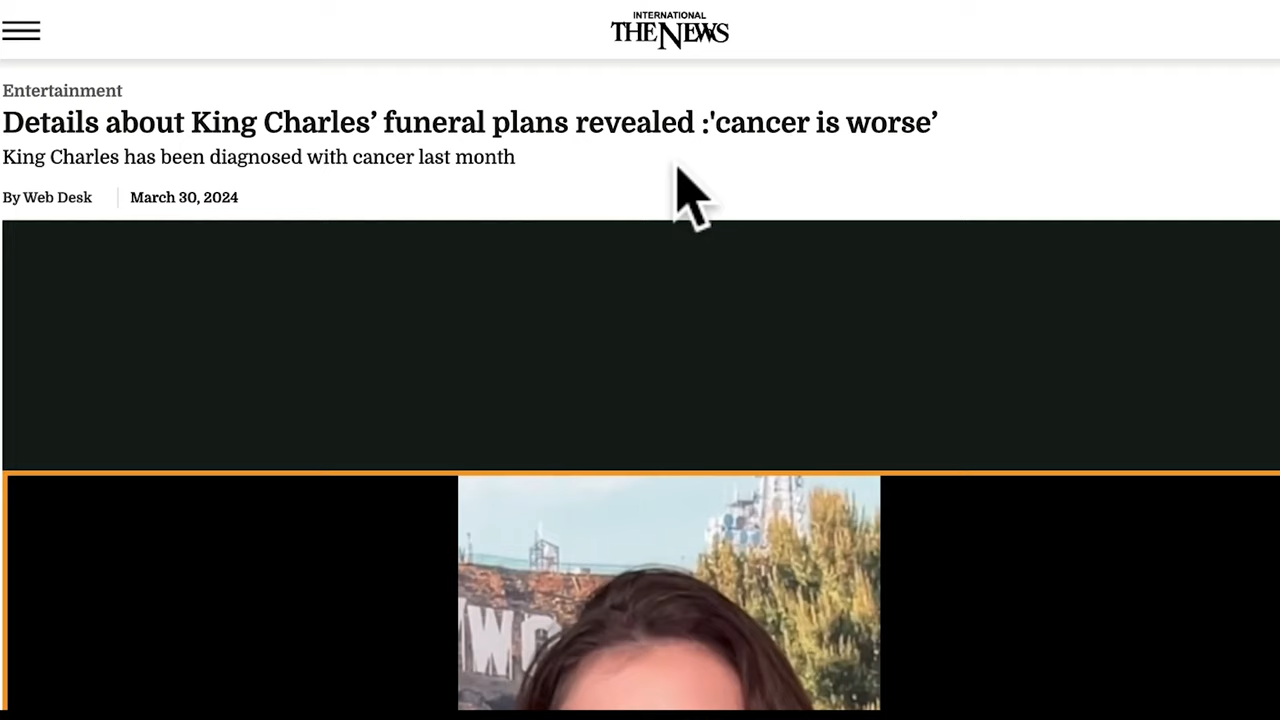 INTERNATIONAL
THE NEWS
Entertainment
Details about King Charles’ funeral plans revealed :'cancer is worse’
King Charles has been diagnosed with cancer last month
By Web Desk
March 30, 2024